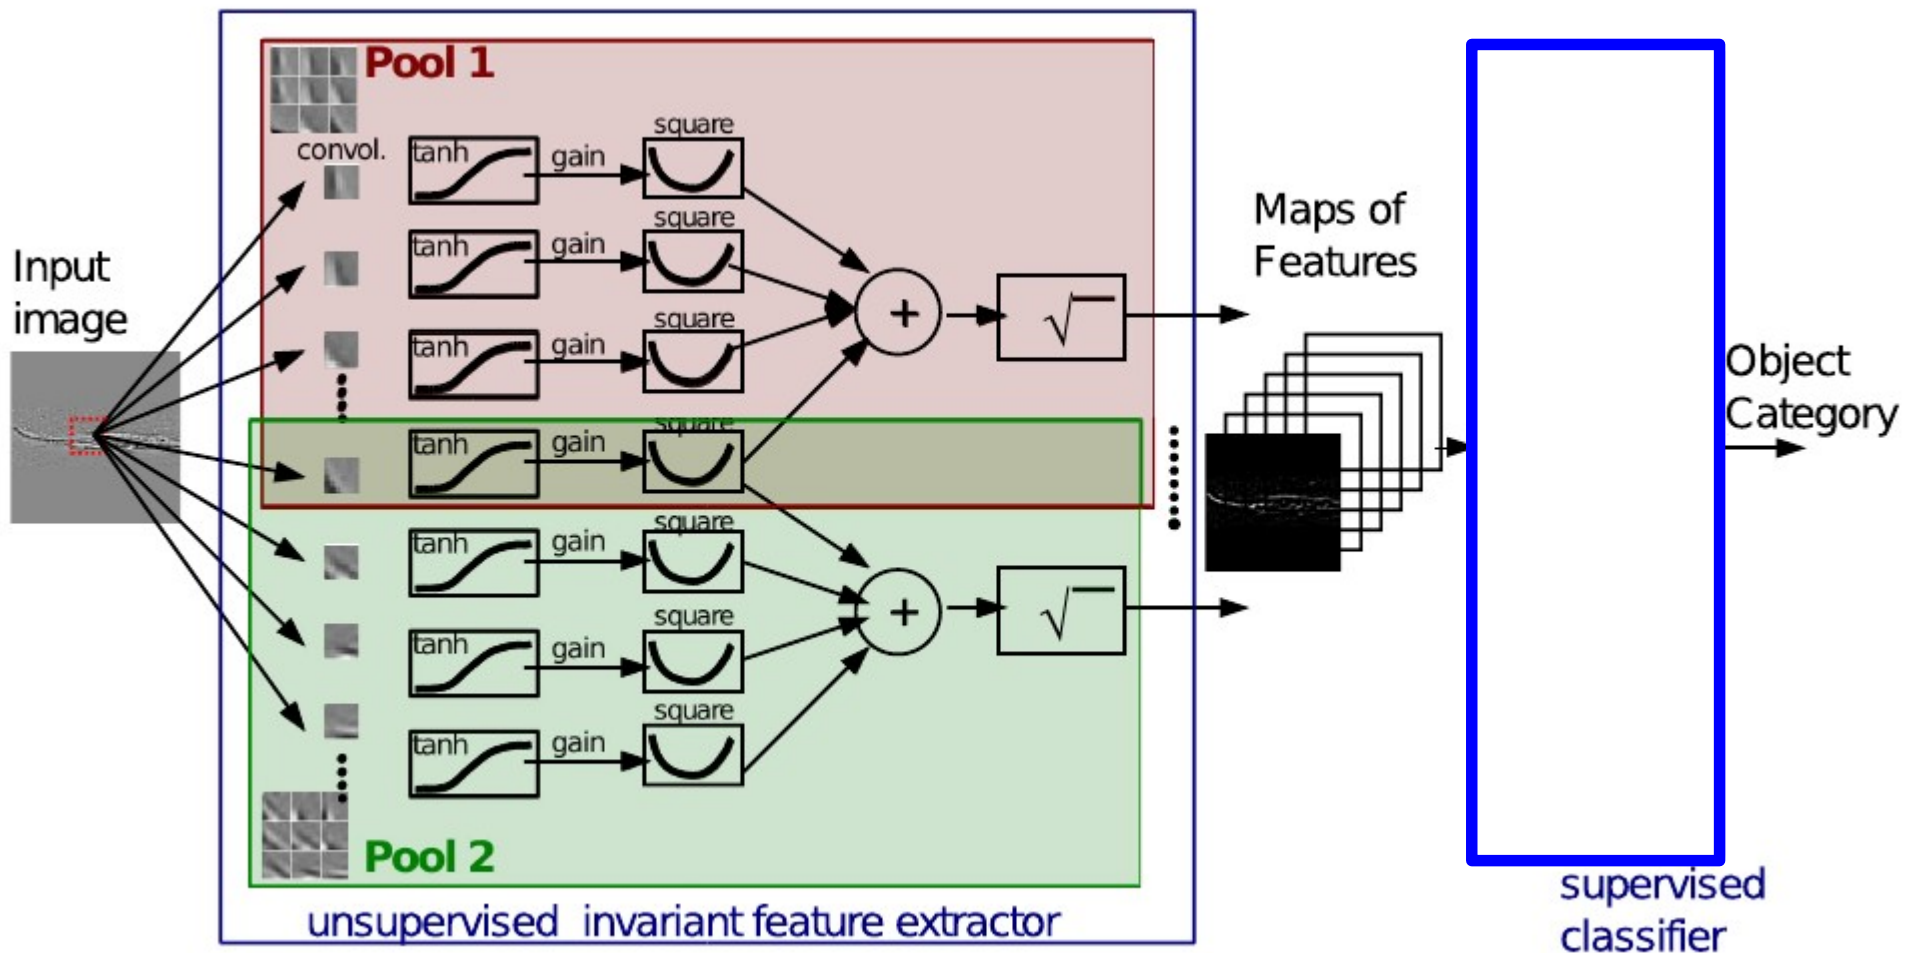 Pool 1
convol.
tanh
gain
square
tanh
gain
square
tanh
gain
square
tanh
gain
square
tanh
gain
square
tanh
gain
square
tanh
gain
square
Pool 2
+
√
+
√
Input
image
unsupervised invariant feature extractor
Maps of
Features
Object
Category
supervised
classifier